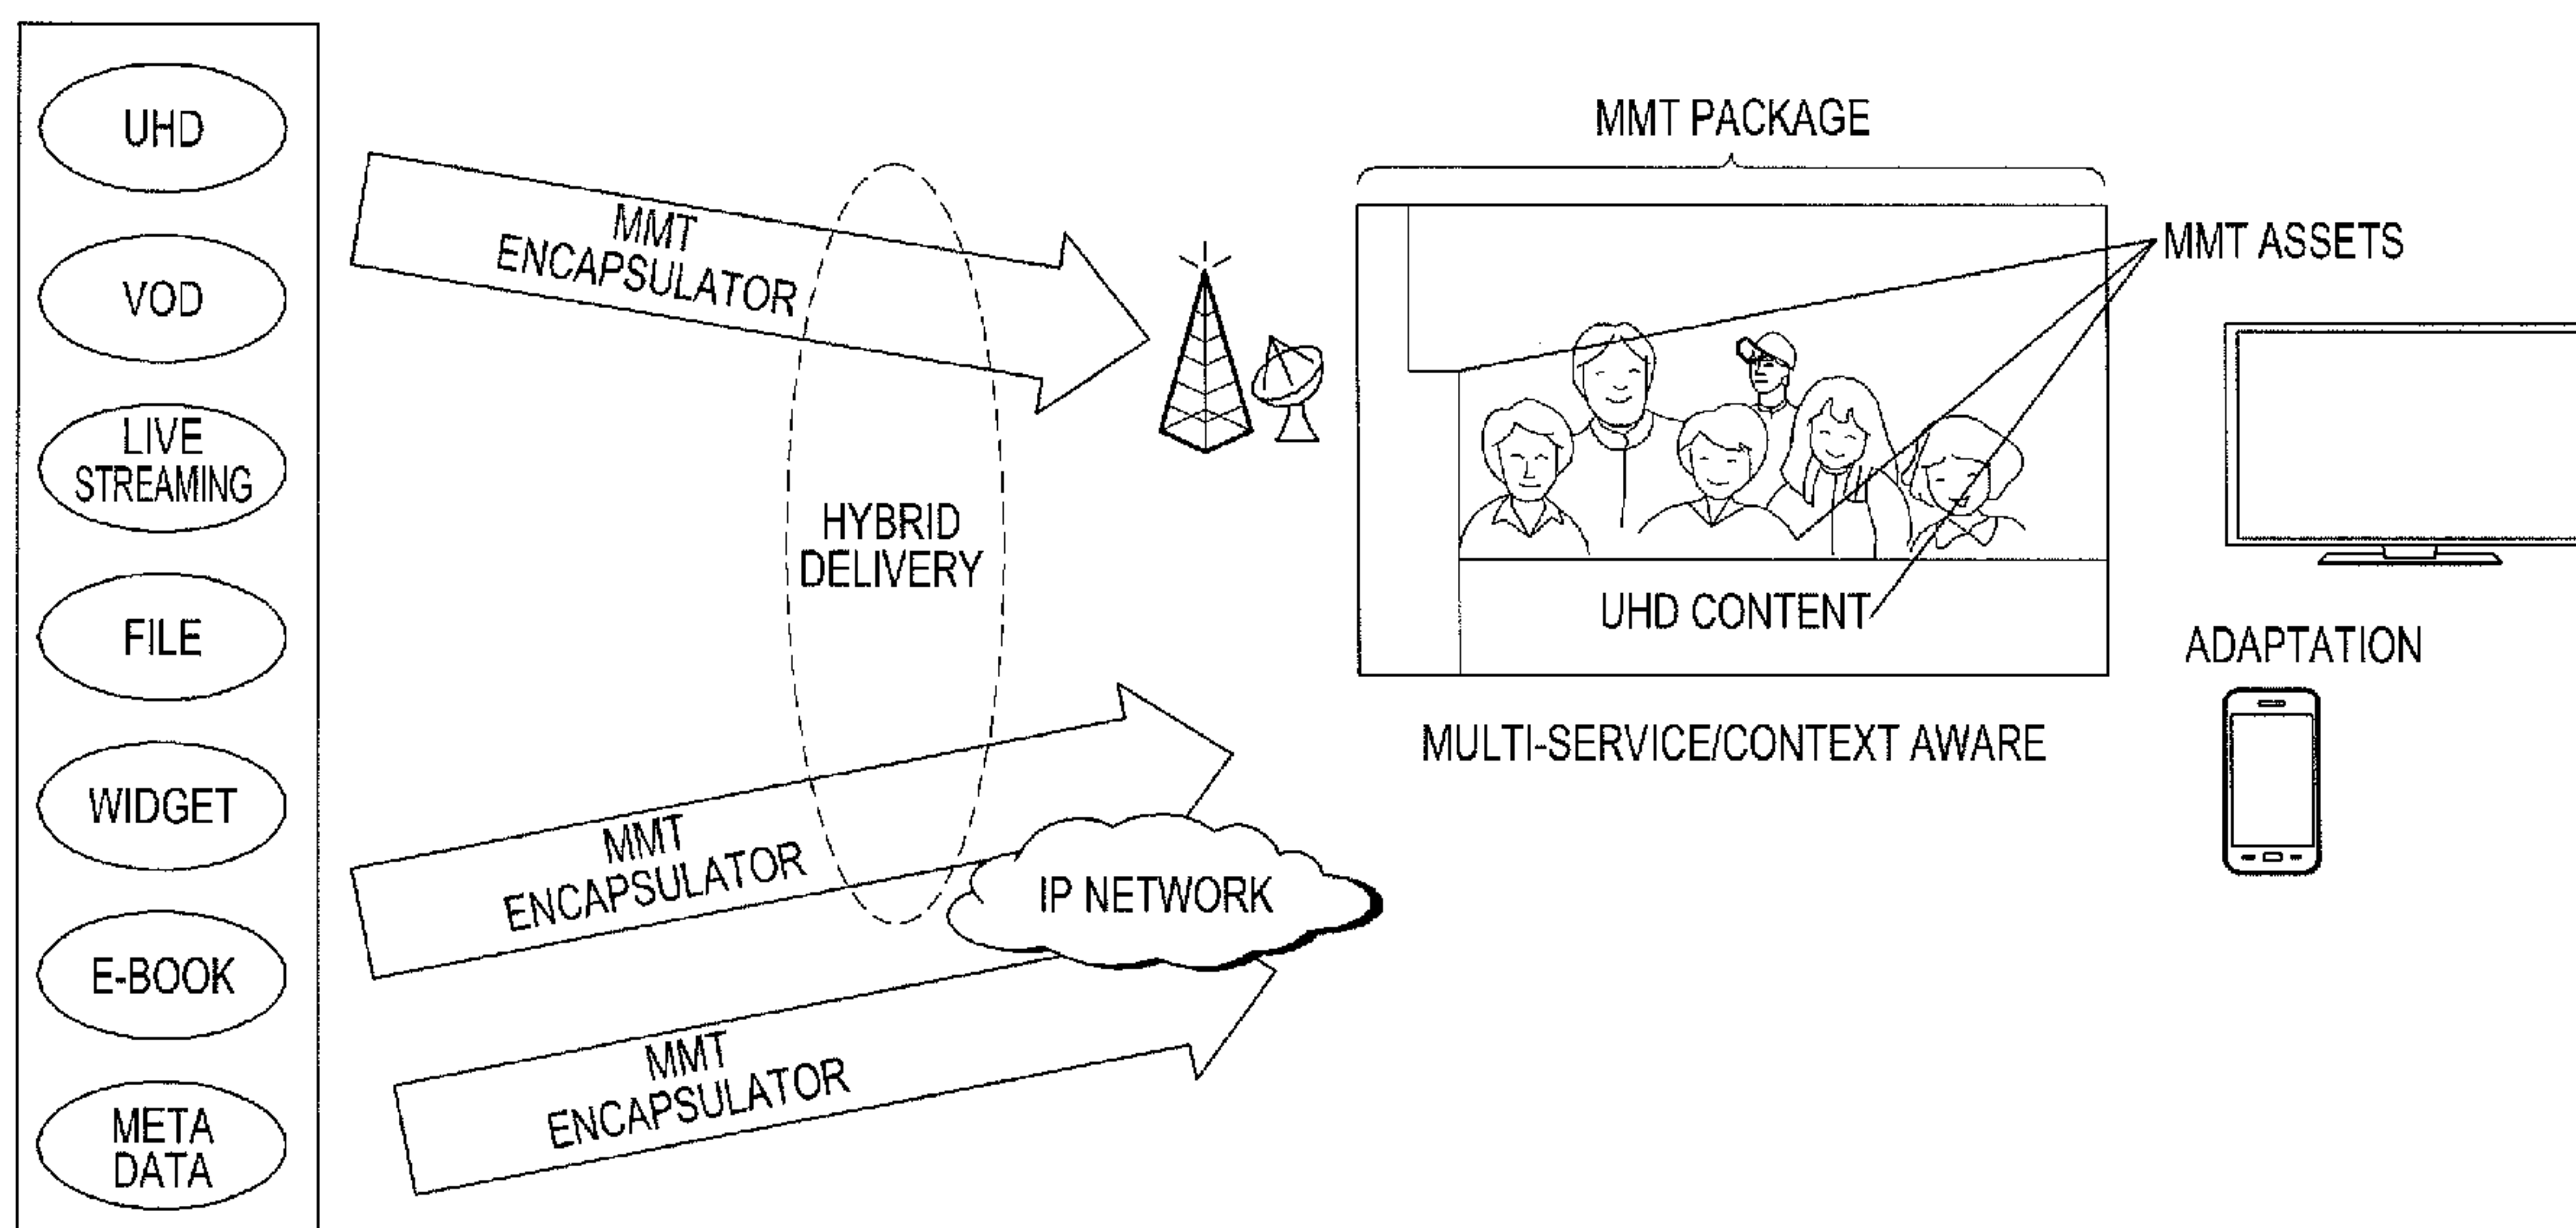 UHD
VOD
LIVE
STREAMING
FILE
WIDGET
E-BOOK
META
DATA
MMT
ENCAPSULATOR
HYBRID
DELIVERY
MMT
ENCAPSULATOR
IP NETWORK
MMT
ENCAPSULATOR
MMT PACKAGE
MMT ASSETS
UHD CONTENT
MULTI-SERVICE/CONTEXT AWARE
ADAPTATION